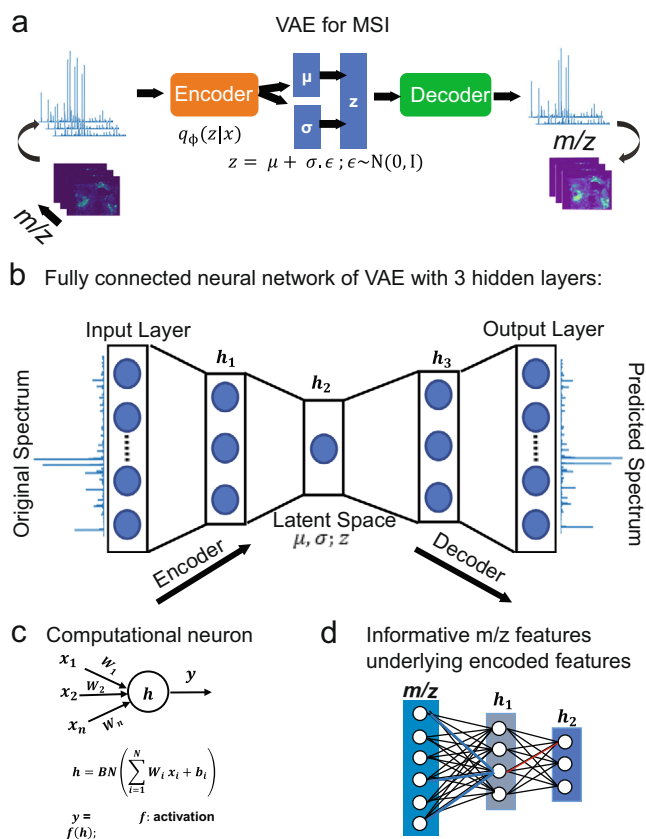 a
VAE for MSI
Encoder
μ
σ
z
Decoder
q_ϕ(z|x)
z = μ + σ.ϵ ; ϵ~N(0, I)
m/z
m/z
b Fully connected neural network of VAE with 3 hidden layers:
Input Layer
Output Layer
h₁
h₂
h₃
Original Spectrum
Predicted Spectrum
Latent Space
μ, σ; z
Encoder
Decoder
c Computational neuron
x₁
W₁
x₂
W₂
xₙ
Wₙ
h
y
h = BN(∑_{i=1}^{N} Wᵢ xᵢ + bᵢ)
y =
f(h);
f: activation
d Informative m/z features
underlying encoded features
m/z
h₁
h₂